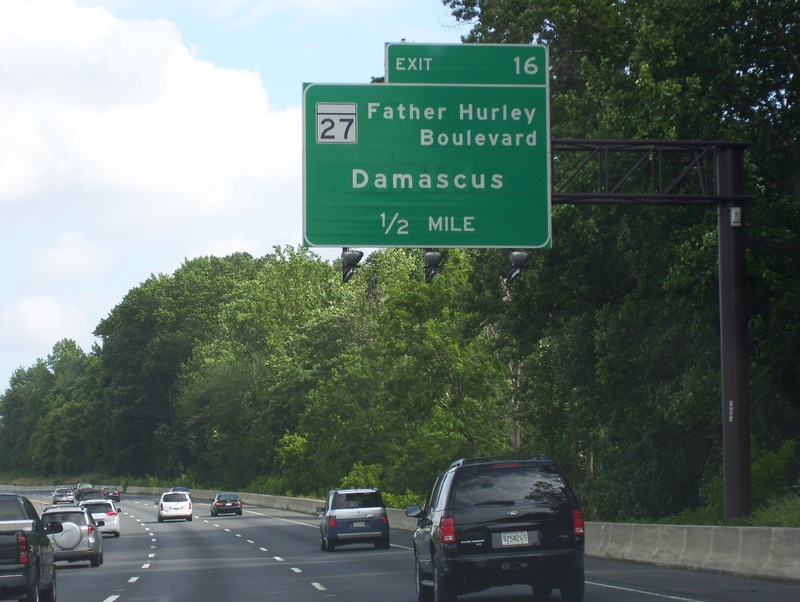 EXIT 16
27 Father Hurley
Boulevard
Damascus
1/2 MILE